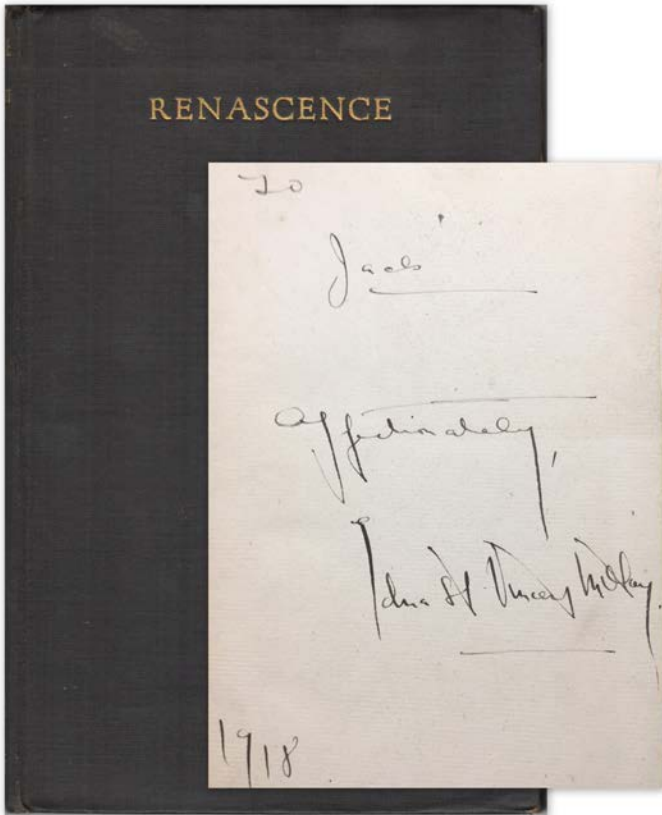 RENASCENCE
To
Jack
affectionately,
Edna St. Vincent Millay.
1918